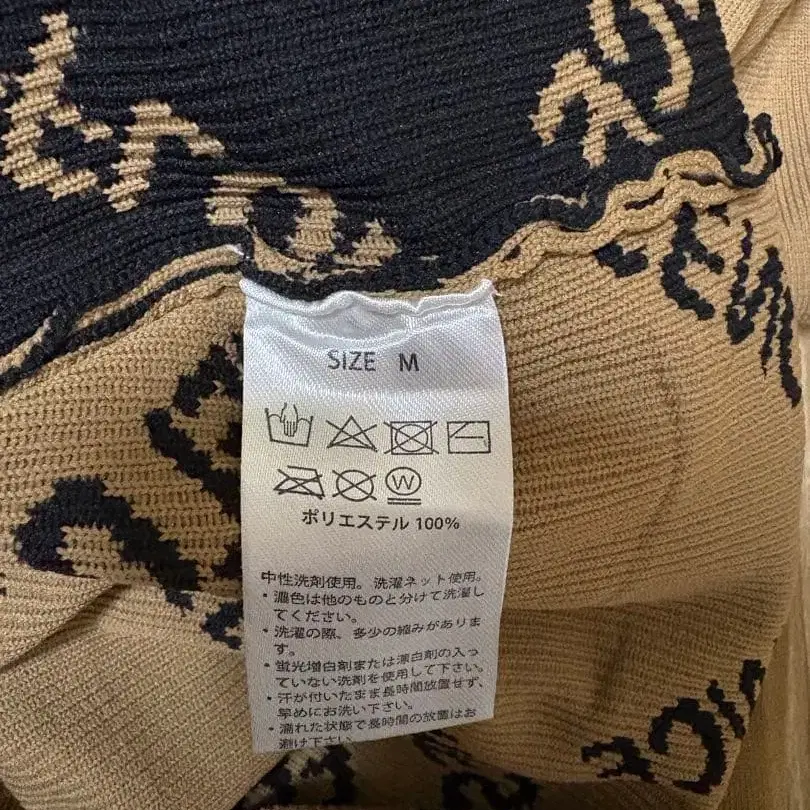 SIZE M
W
ポリエステル 100%
中性洗剤使用。洗濯ネット使用。
・濃色は他のものと分けて洗濯し
てください。
・洗濯の際、多少の縮みがありま
す。
・蛍光増白剤または漂白剤の入っ
ていない洗剤を使用して下さい。
・汗が付いたまま長時間放置せず、
早めにお洗い下さい。
・濡れた状態で長時間の放置はお
避け下さい。